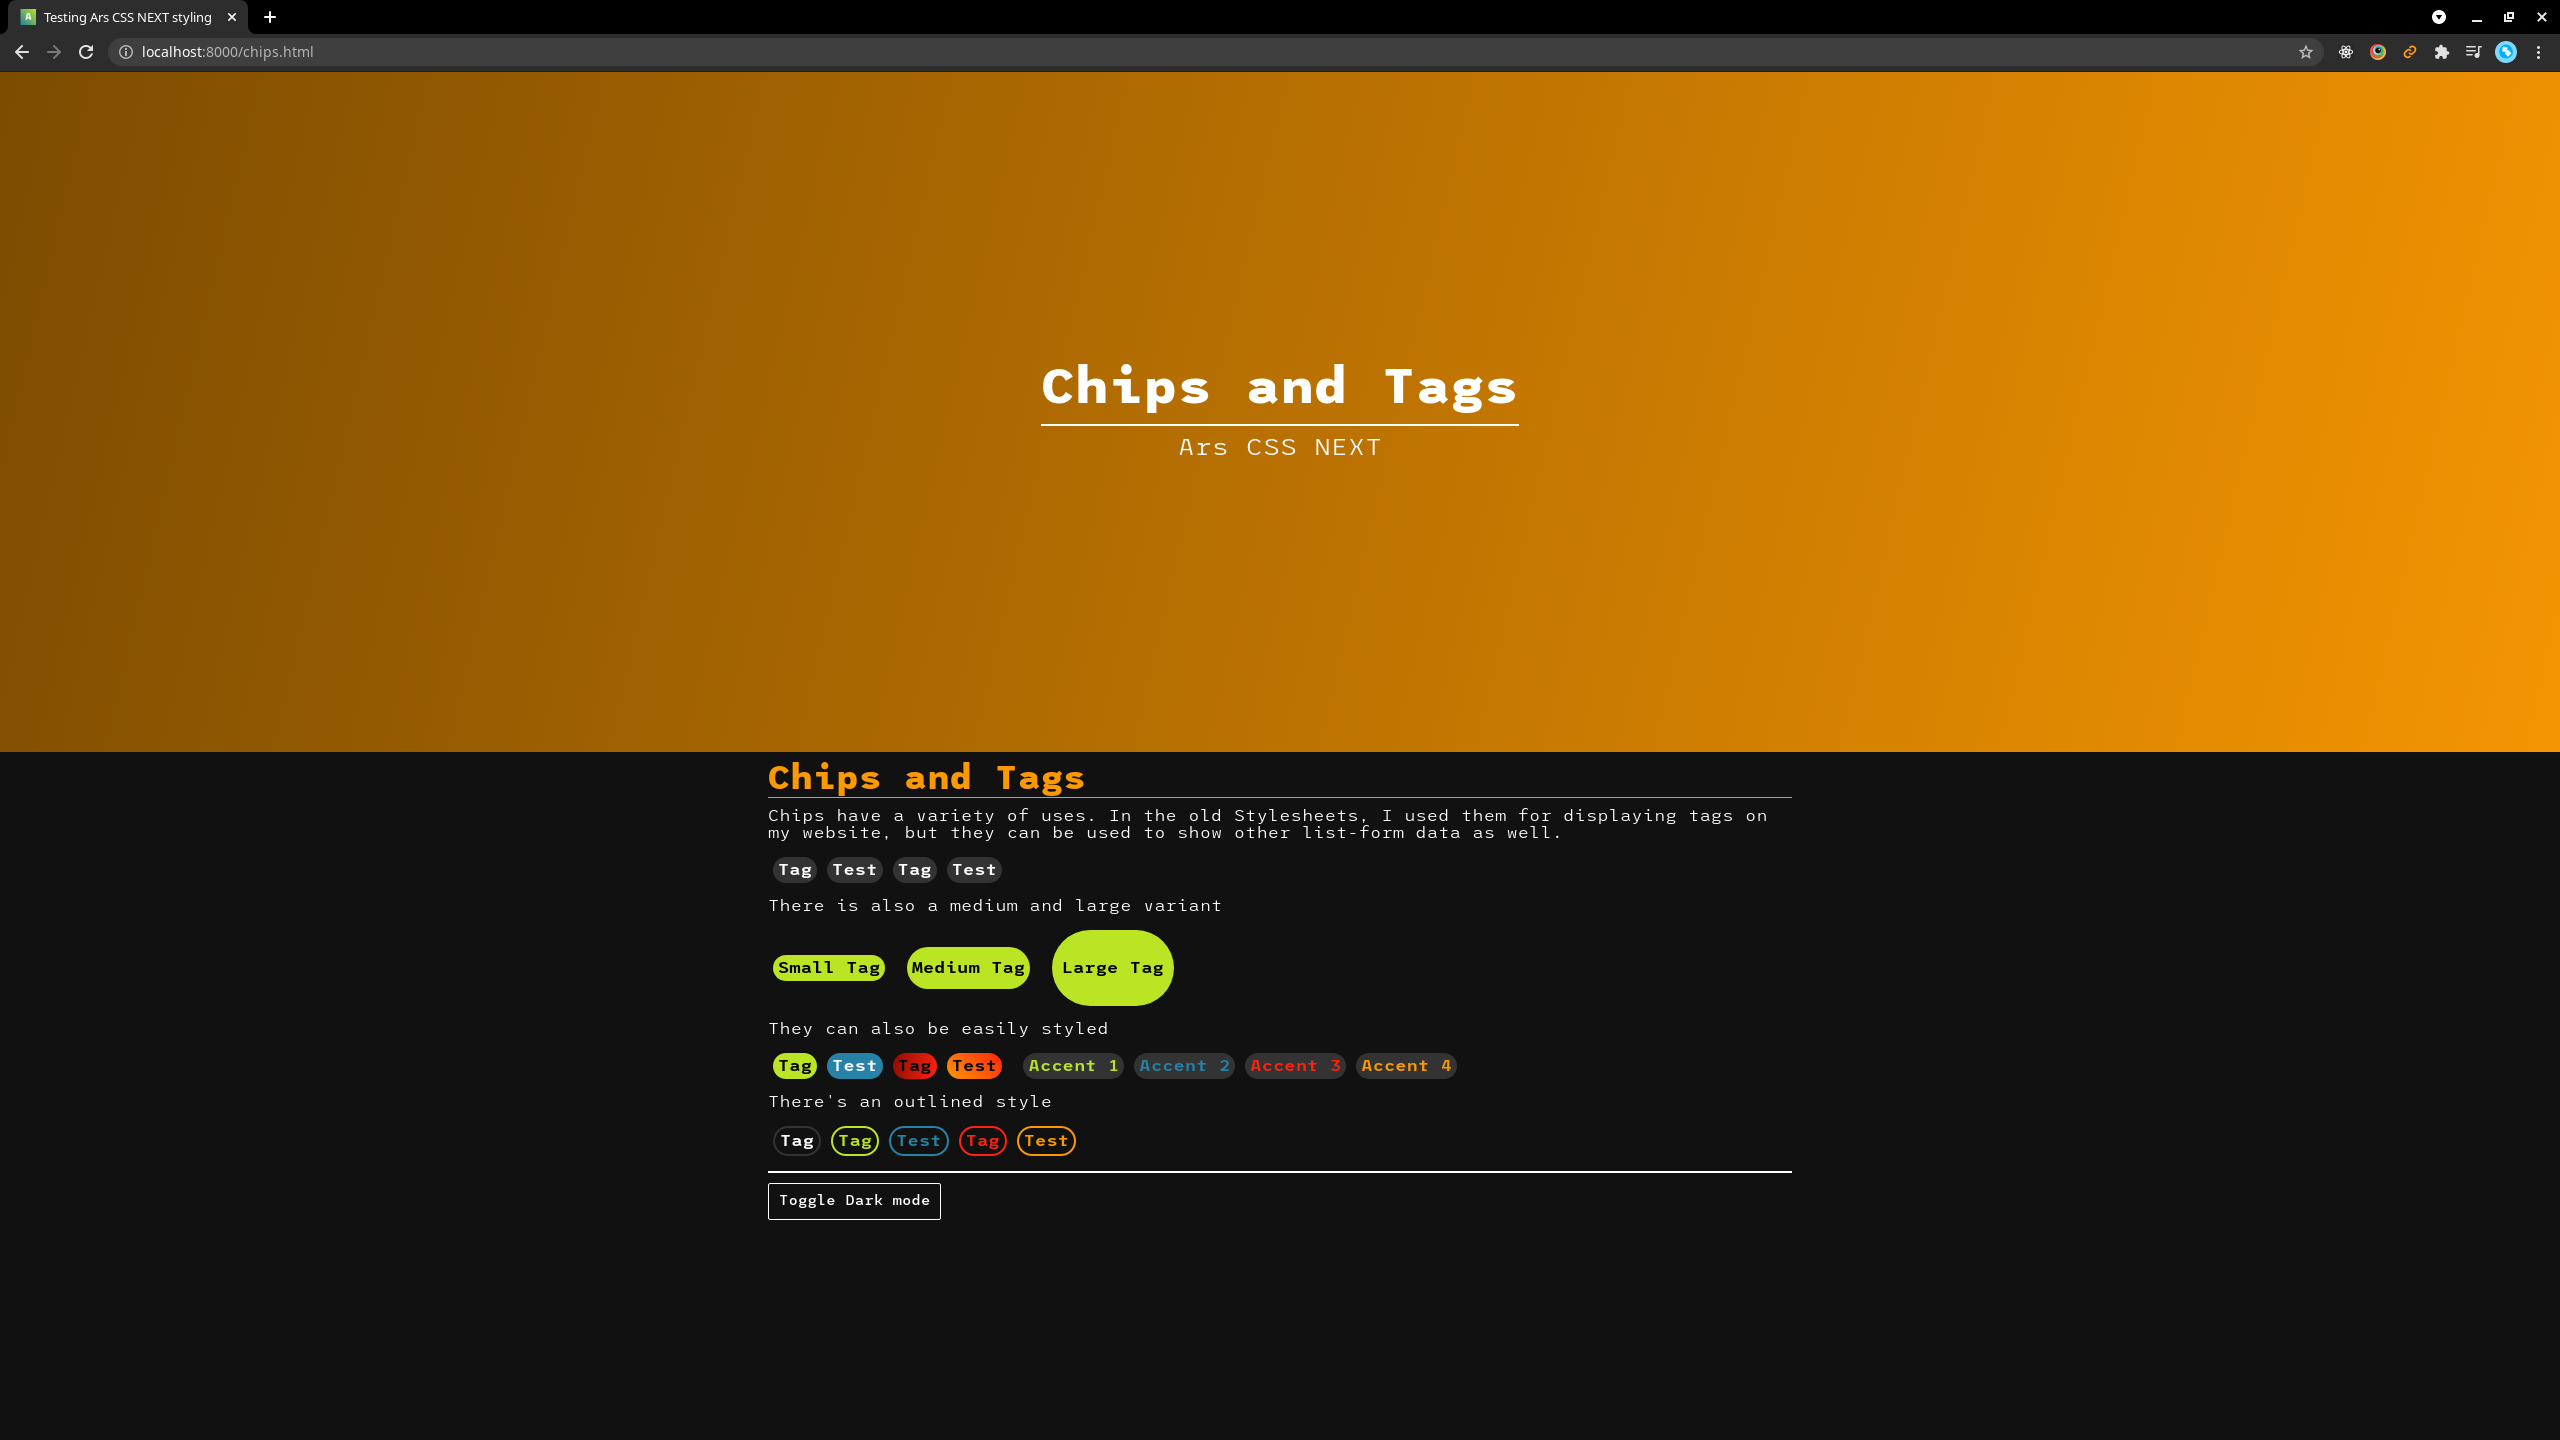 Testing Ars CSS NEXT styling
localhost:8000/chips.html
Chips and Tags
Ars CSS NEXT
Chips and Tags
Chips have a variety of uses. In the old Stylesheets, I used them for displaying tags on
my website, but they can be used to show other list-form data as well.
Tag Test Tag Test
There is also a medium and large variant
Small Tag Medium Tag Large Tag
They can also be easily styled
Tag Test Tag Test Accent 1 Accent 2 Accent 3 Accent 4
There's an outlined style
Tag Tag Test Tag Test
Toggle Dark mode